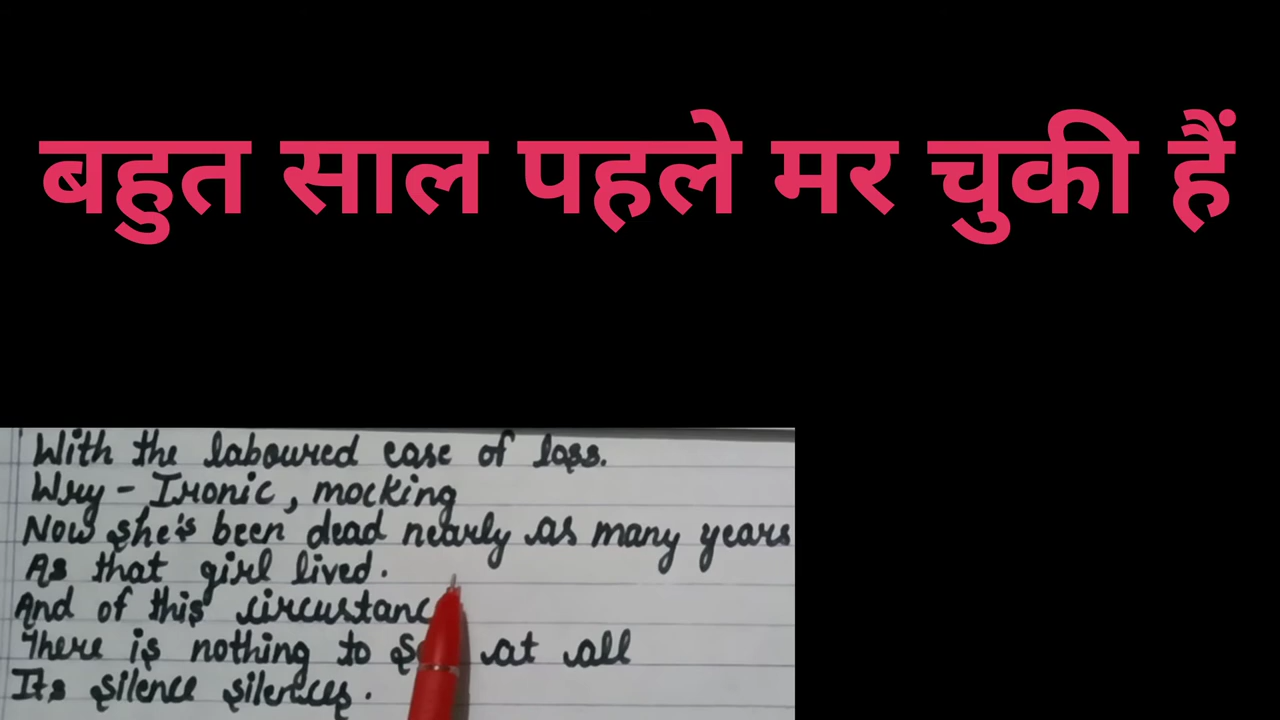 बहुत साल पहले मर चुकी हैं
With the laboured ease of loss.
Wry - Ironic, mocking
Now she's been dead nearly as many years
As that girl lived.
And of this
There is nothing to at all
Its silence silences.